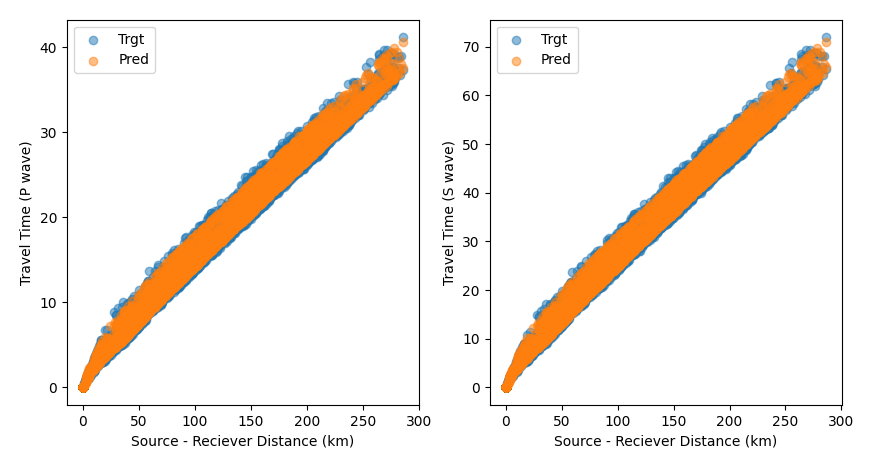 Trgt
Pred
Travel Time (P wave)
40
30
20
10
0
0 50 100 150 200 250 300
Source - Reciever Distance (km)
Trgt
Pred
Travel Time (S wave)
70
60
50
40
30
20
10
0
0 50 100 150 200 250 300
Source - Reciever Distance (km)